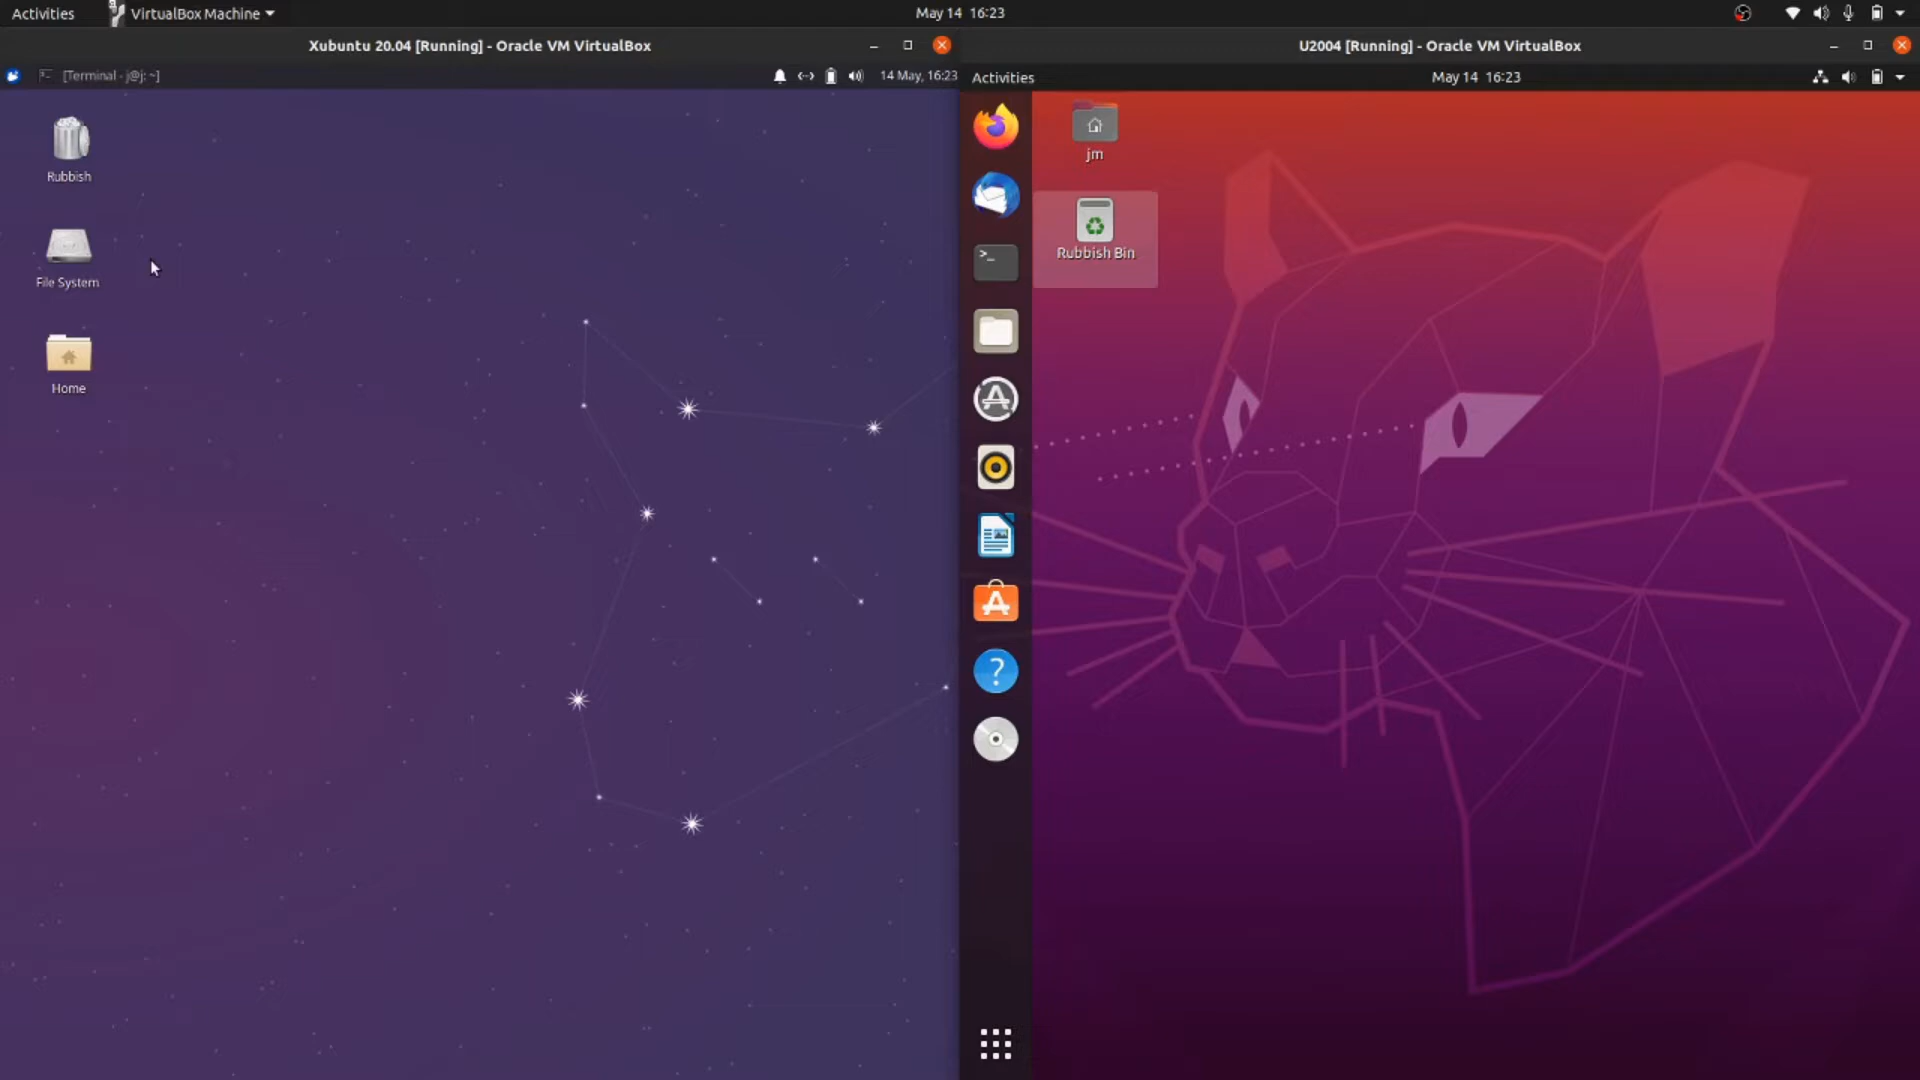 Activities
VirtualBox Machine
May 14 16:23
Xubuntu 20.04 [Running] - Oracle VM VirtualBox
[Terminal - j@j: ~]
14 May, 16:23
Rubbish
File System
Home
U2004 [Running] - Oracle VM VirtualBox
Activities
May 14 16:23
jm
Rubbish Bin